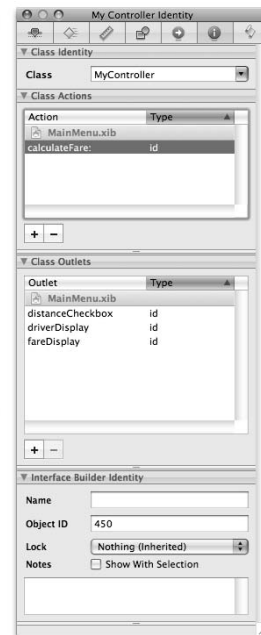 My Controller Identity
Class Identity
Class MyController
Class Actions
Action Type
MainMenu.xib
calculateFare: id
+ −
Class Outlets
Outlet Type
MainMenu.xib
distanceCheckbox id
driverDisplay id
fareDisplay id
+ −
Interface Builder Identity
Name
Object ID 450
Lock Nothing (Inherited)
Notes Show With Selection